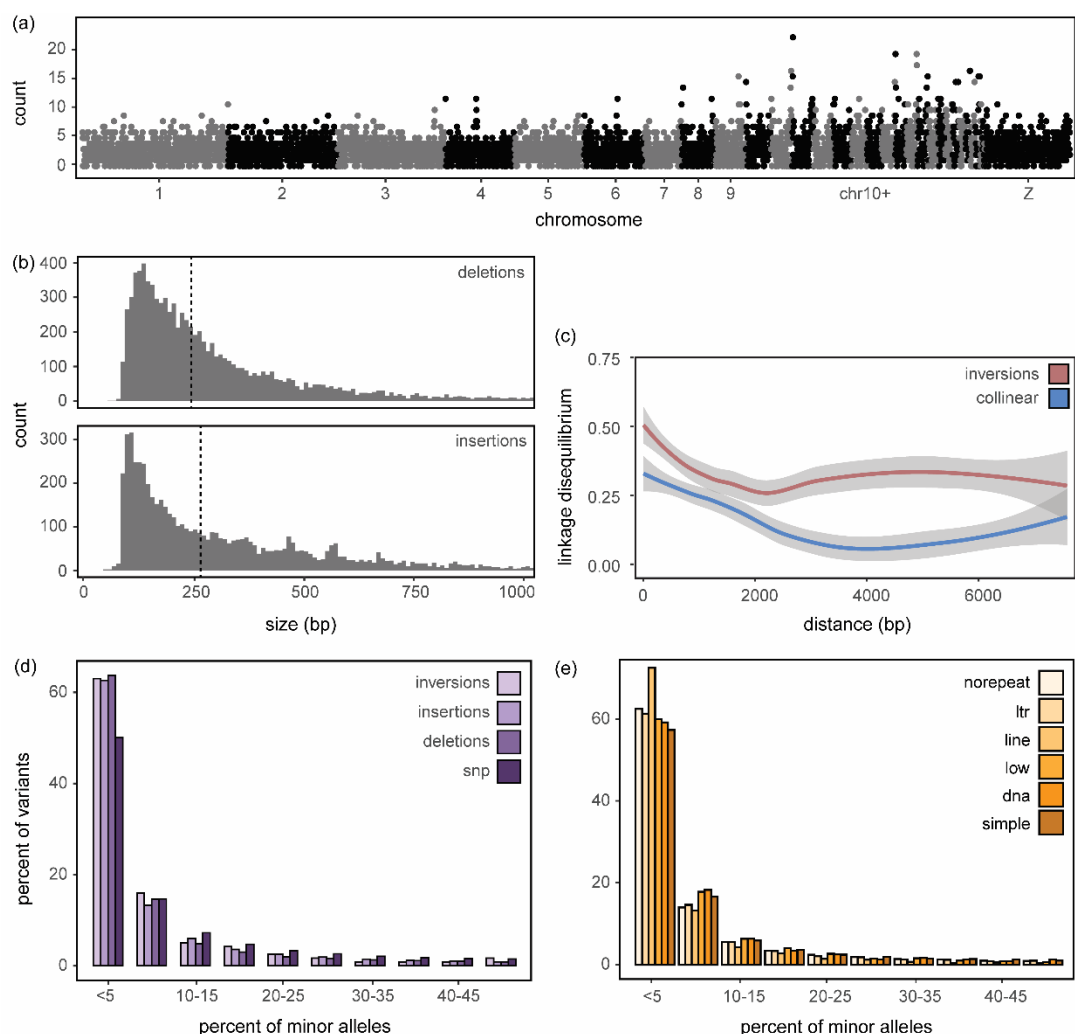 (a)
count
20
15
10
5
0
1 2 3 4 5 6 7 8 9 chr10+ Z
chromosome
(b)
count
400
300
200
100
0
deletions
300
200
100
0
insertions
0 250 500 750 1000
size (bp)
(c)
linkage disequilibrium
0.75
0.50
0.25
0.00
inversions
collinear
0 2000 4000 6000
distance (bp)
(d)
percent of variants
60
40
20
0
inversions
insertions
deletions
snp
<5 10-15 20-25 30-35 40-45
percent of minor alleles
(e)
60
40
20
0
norepeat
ltr
line
low
dna
simple
<5 10-15 20-25 30-35 40-45
percent of minor alleles